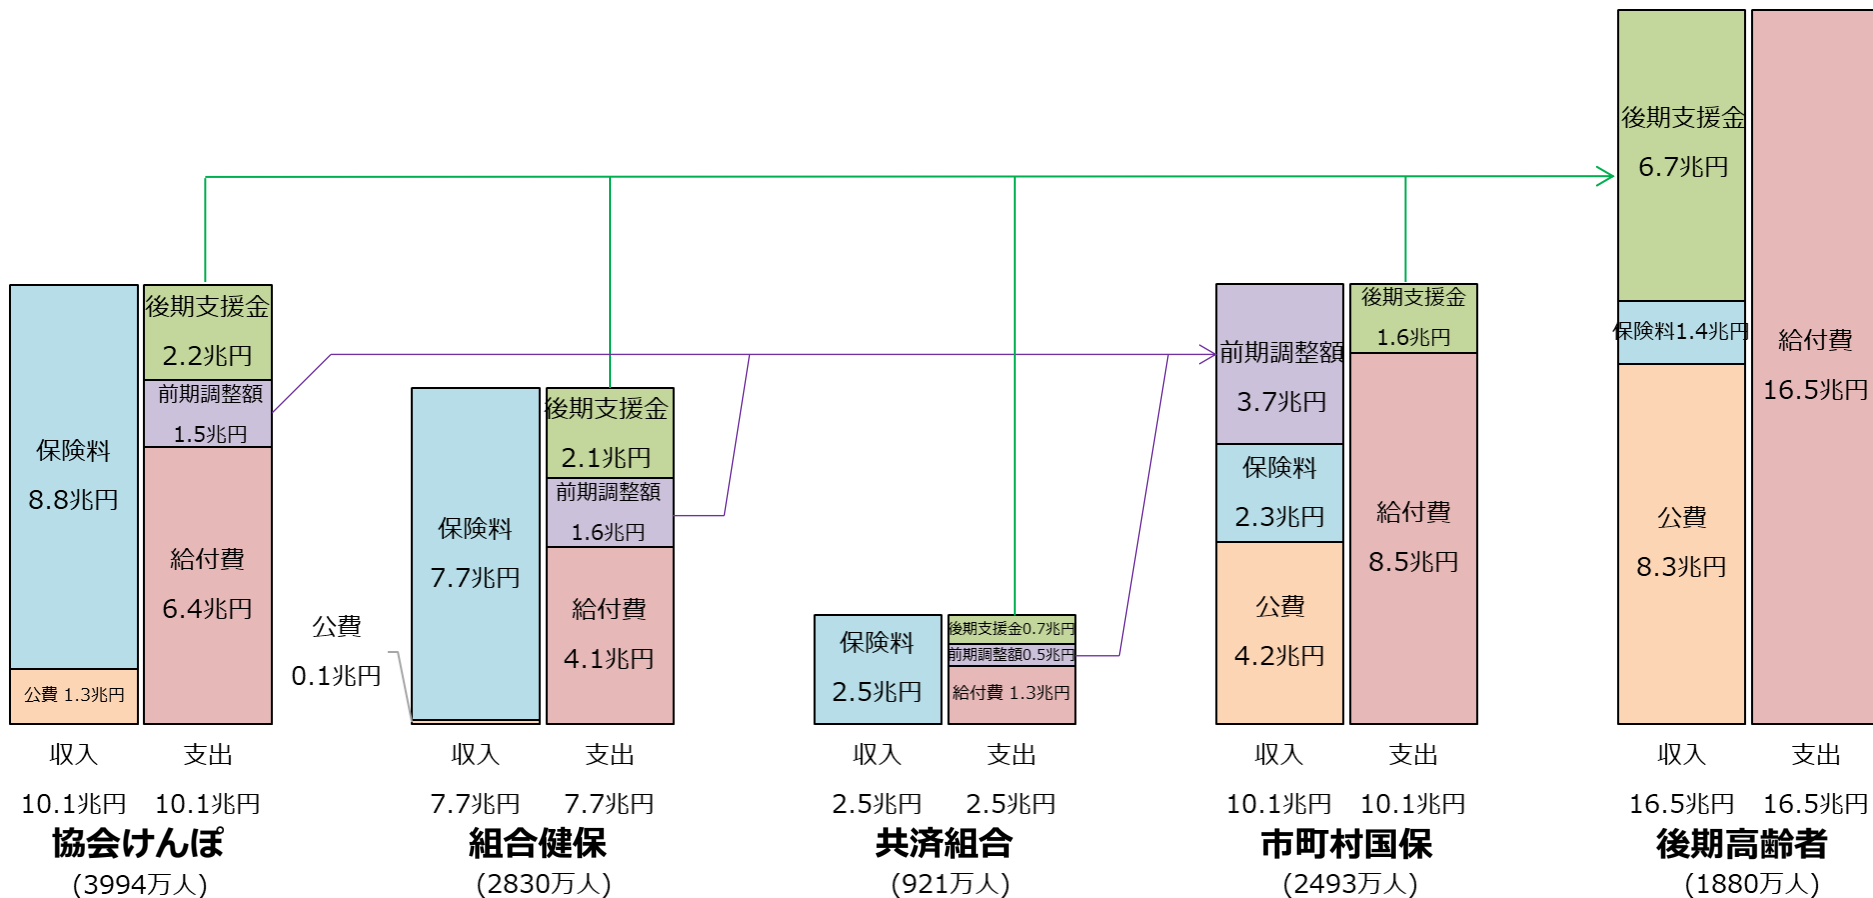 後期支援金
6.7兆円
保険料1.4兆円
公費
8.3兆円
給付費
16.5兆円
保険料
8.8兆円
公費 1.3兆円
後期支援金
2.2兆円
前期調整額
1.5兆円
給付費
6.4兆円
保険料
7.7兆円
公費
0.1兆円
後期支援金
2.1兆円
前期調整額
1.6兆円
給付費
4.1兆円
保険料
2.5兆円
後期支援金0.7兆円
前期調整額0.5兆円
給付費 1.3兆円
前期調整額
3.7兆円
保険料
2.3兆円
公費
4.2兆円
後期支援金
1.6兆円
給付費
8.5兆円
収入 支出
10.1兆円 10.1兆円
協会けんぽ
(3994万人)
収入 支出
7.7兆円 7.7兆円
組合健保
(2830万人)
収入 支出
2.5兆円 2.5兆円
共済組合
(921万人)
収入 支出
10.1兆円 10.1兆円
市町村国保
(2493万人)
収入 支出
16.5兆円 16.5兆円
後期高齢者
(1880万人)